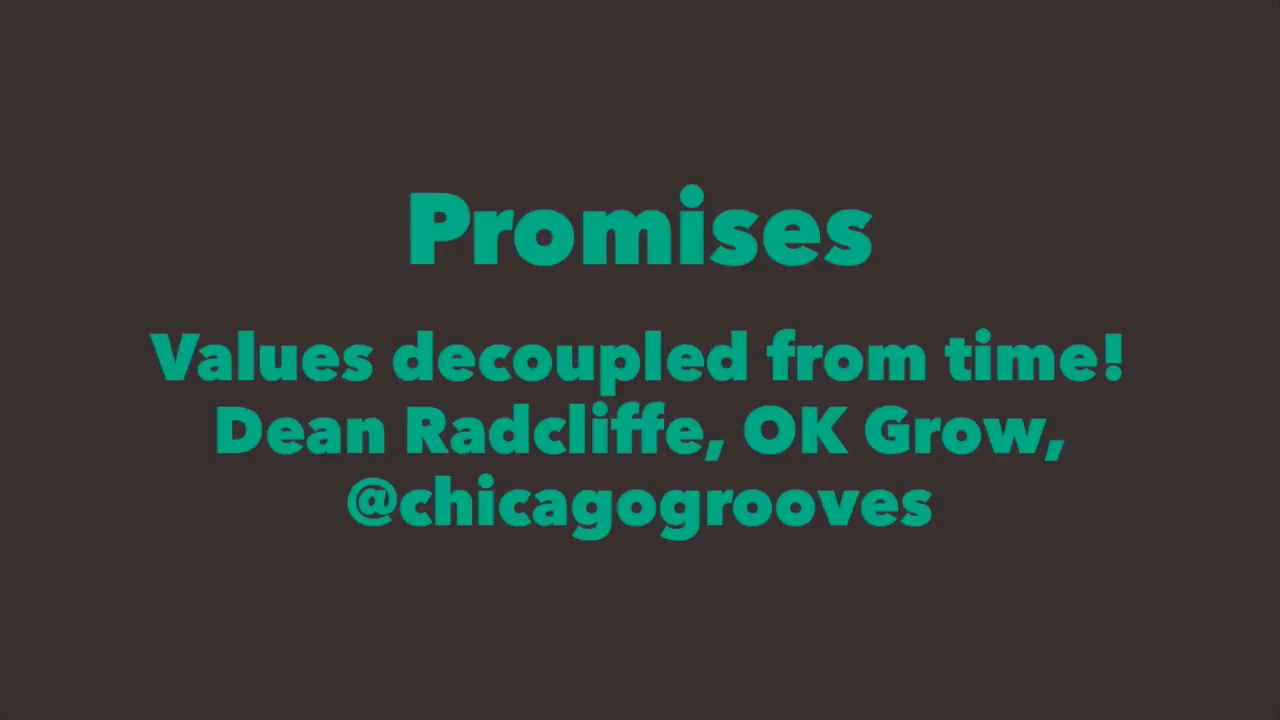 Promises
Values decoupled from time!
Dean Radcliffe, OK Grow,
@chicagogrooves